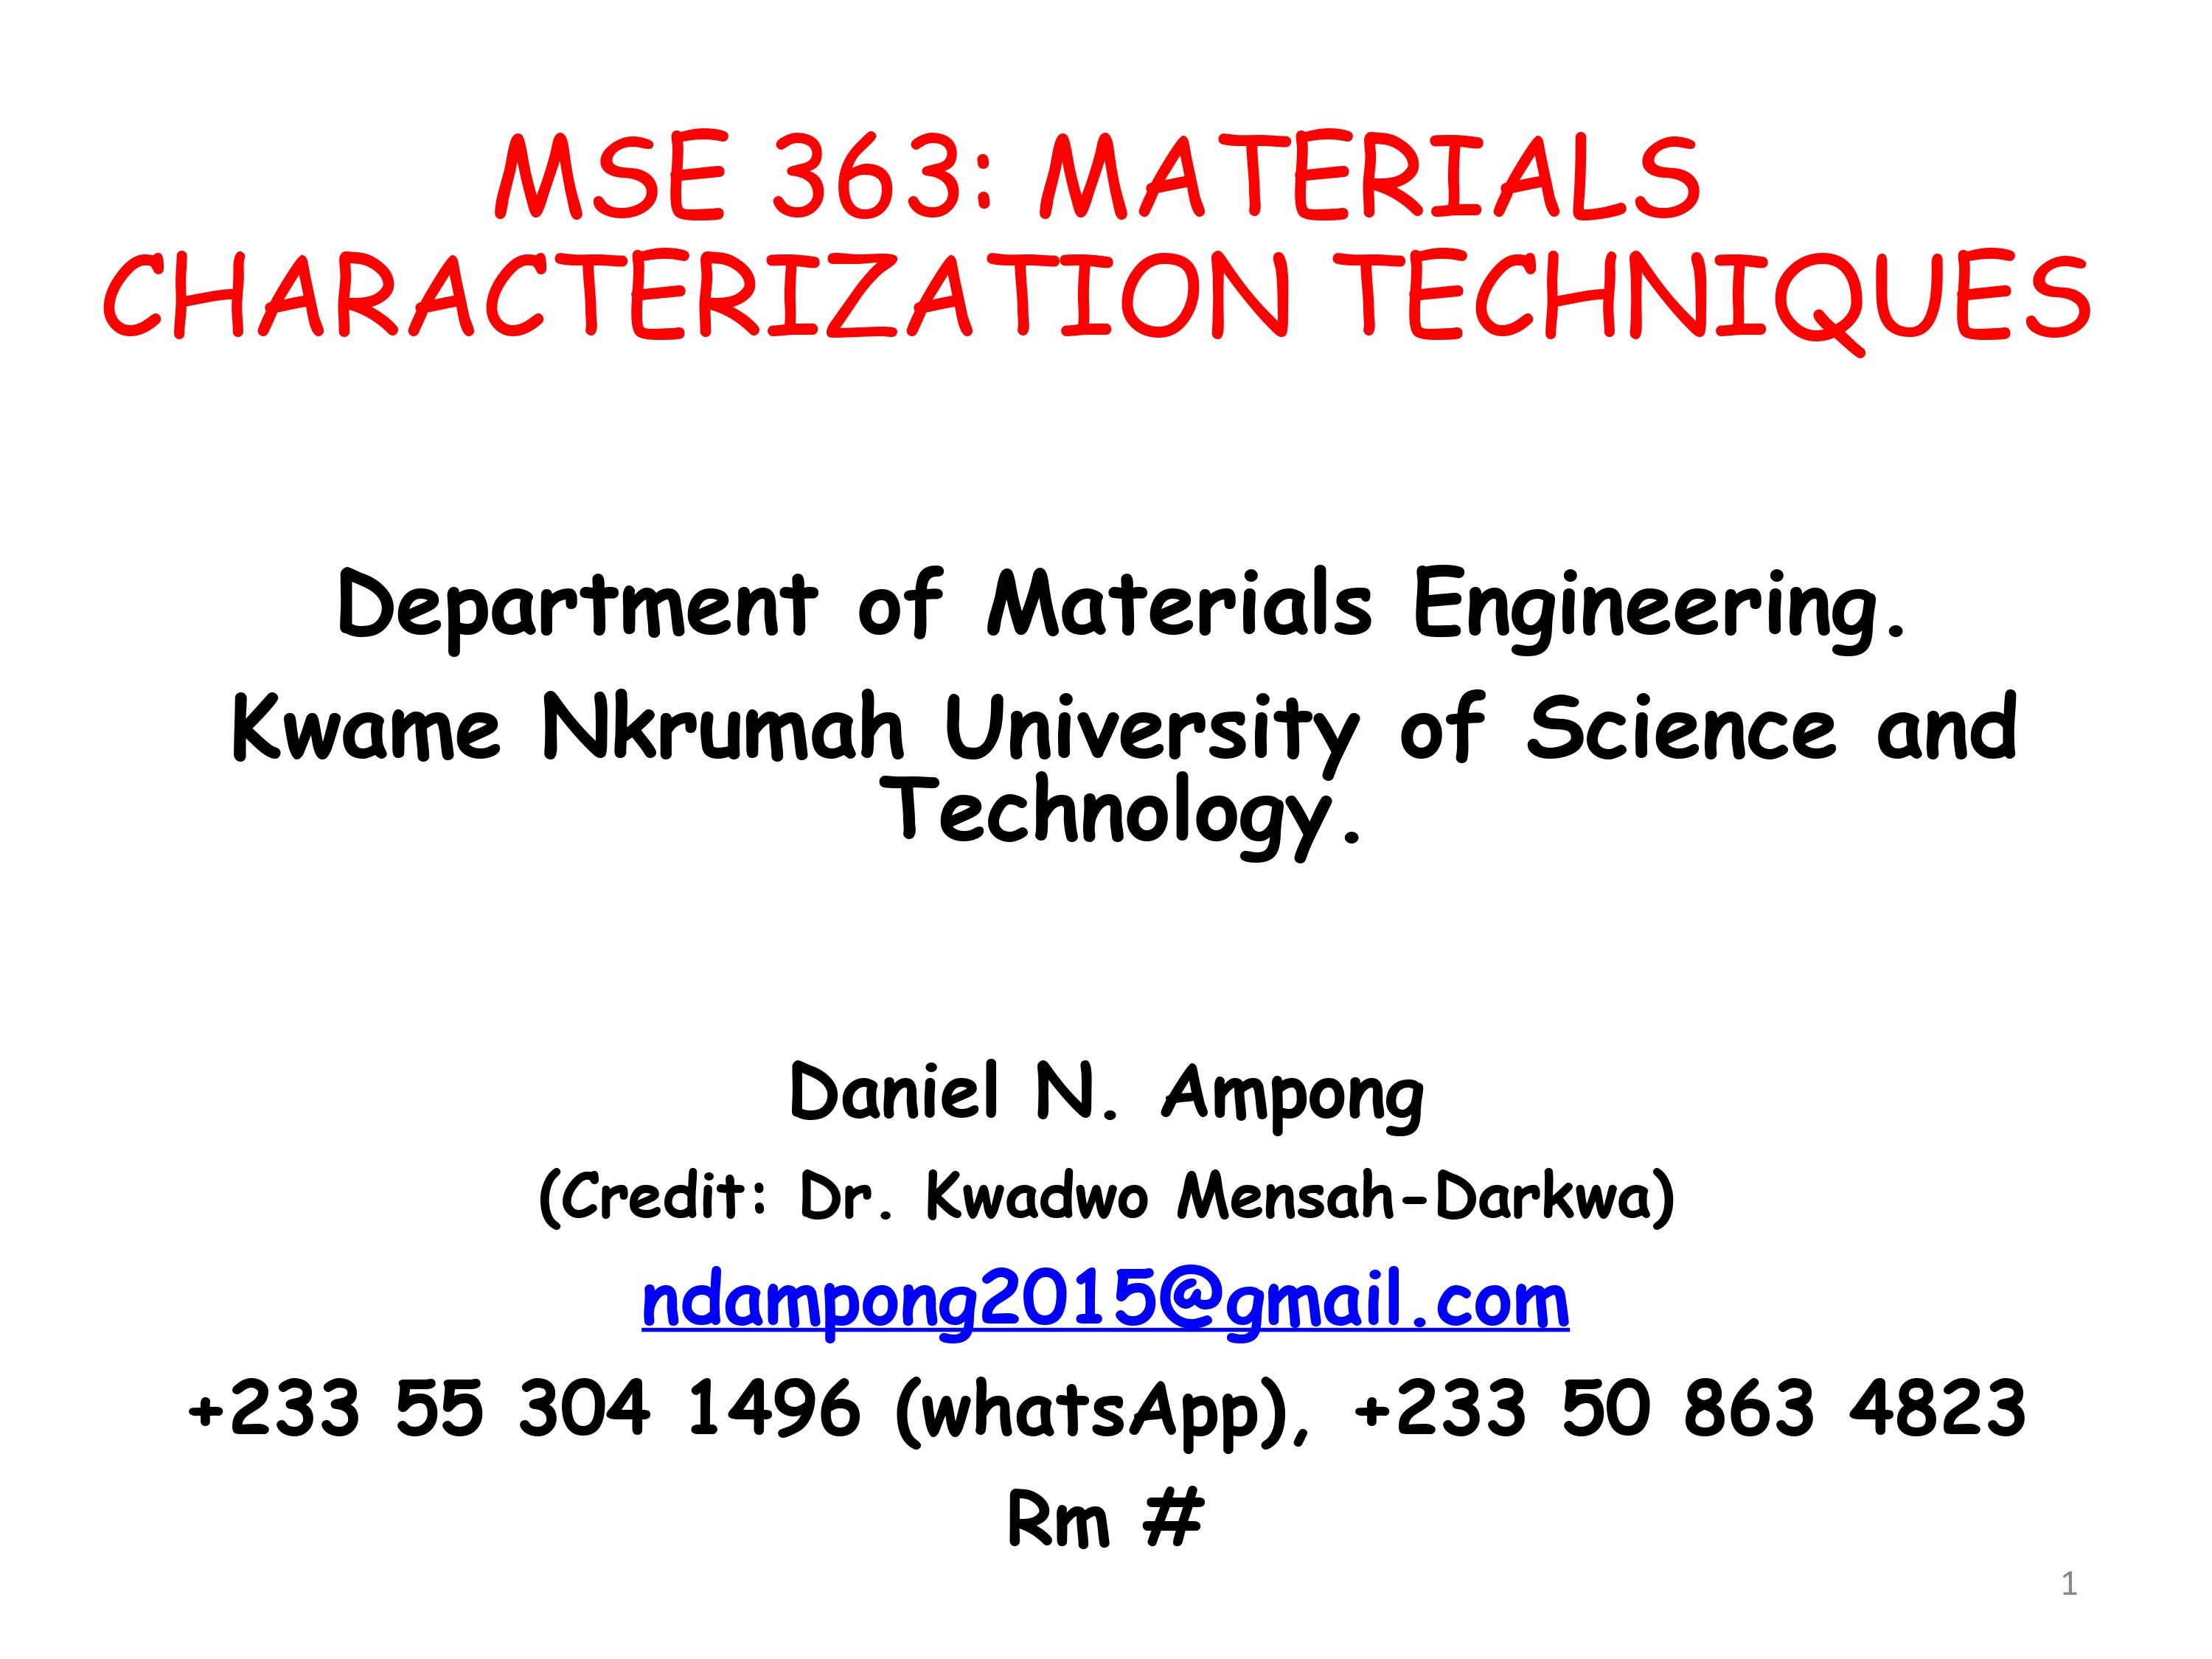 MSE 363: MATERIALS
CHARACTERIZATION TECHNIQUES
Department of Materials Engineering.
Kwame Nkrumah University of Science and
Technology.
Daniel N. Ampong
(Credit: Dr. Kwadwo Mensah-Darkwa)
ndampong2015@gmail.com
+233 55 304 1496 (whatsApp), +233 50 863 4823
Rm #
1